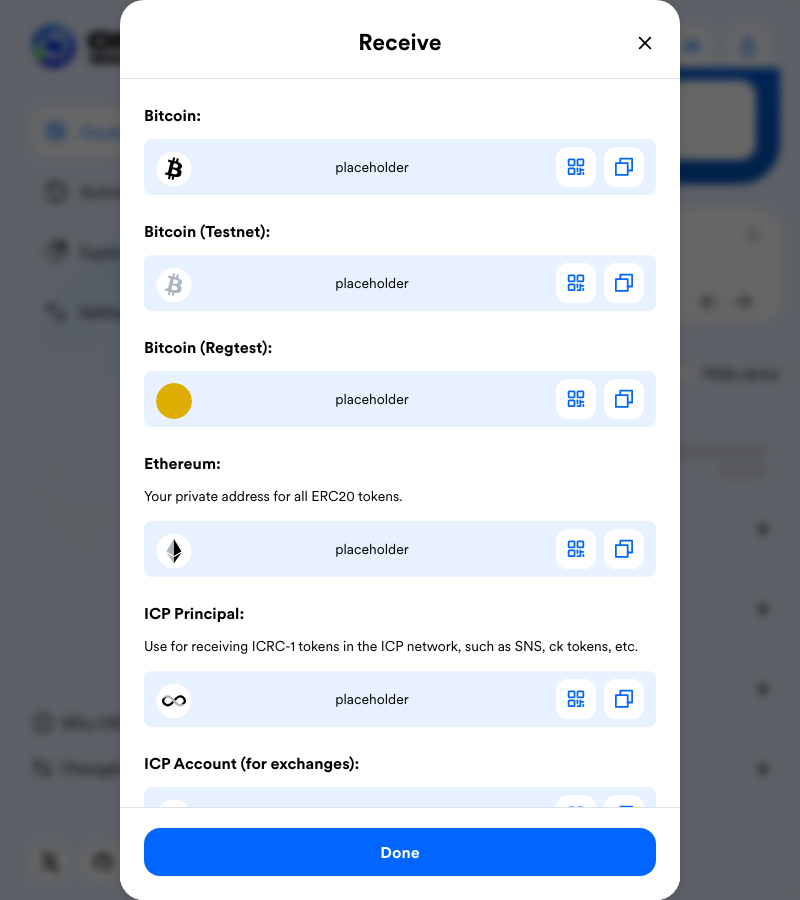 Receive
Bitcoin:
placeholder
Bitcoin (Testnet):
placeholder
Bitcoin (Regtest):
placeholder
Ethereum:
Your private address for all ERC20 tokens.
placeholder
ICP Principal:
Use for receiving ICRC-1 tokens in the ICP network, such as SNS, ck tokens, etc.
placeholder
ICP Account (for exchanges):
Done